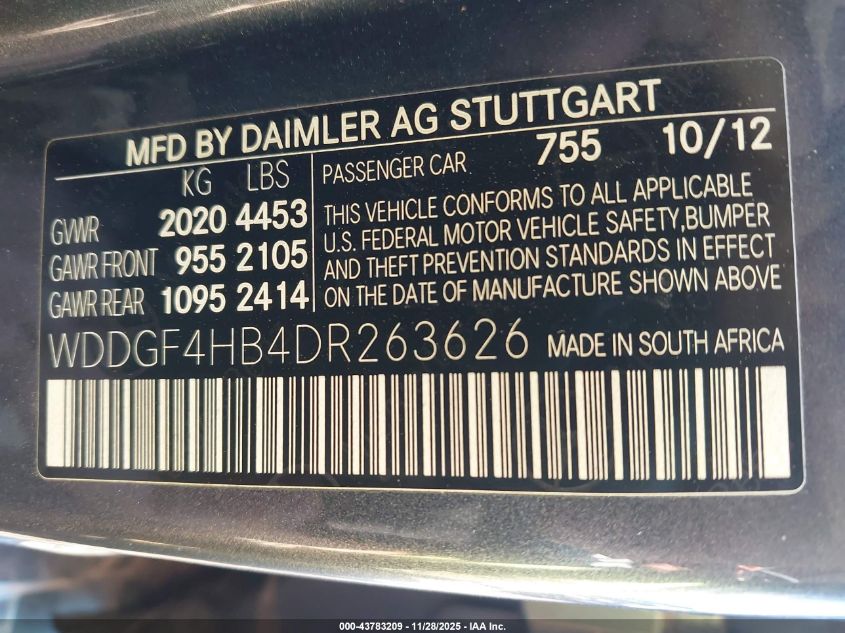 MFD BY DAIMLER AG STUTTGART
KG LBS
GVWR 2020 4453
GAWR FRONT 955 2105
GAWR REAR 1095 2414
PASSENGER CAR 755 10/12
THIS VEHICLE CONFORMS TO ALL APPLICABLE
U.S. FEDERAL MOTOR VEHICLE SAFETY,BUMPER
AND THEFT PREVENTION STANDARDS IN EFFECT
ON THE DATE OF MANUFACTURE SHOWN ABOVE
WDDGF4HB4DR263626 MADE IN SOUTH AFRICA
000-43783209 - 11/28/2025 - IAA Inc.